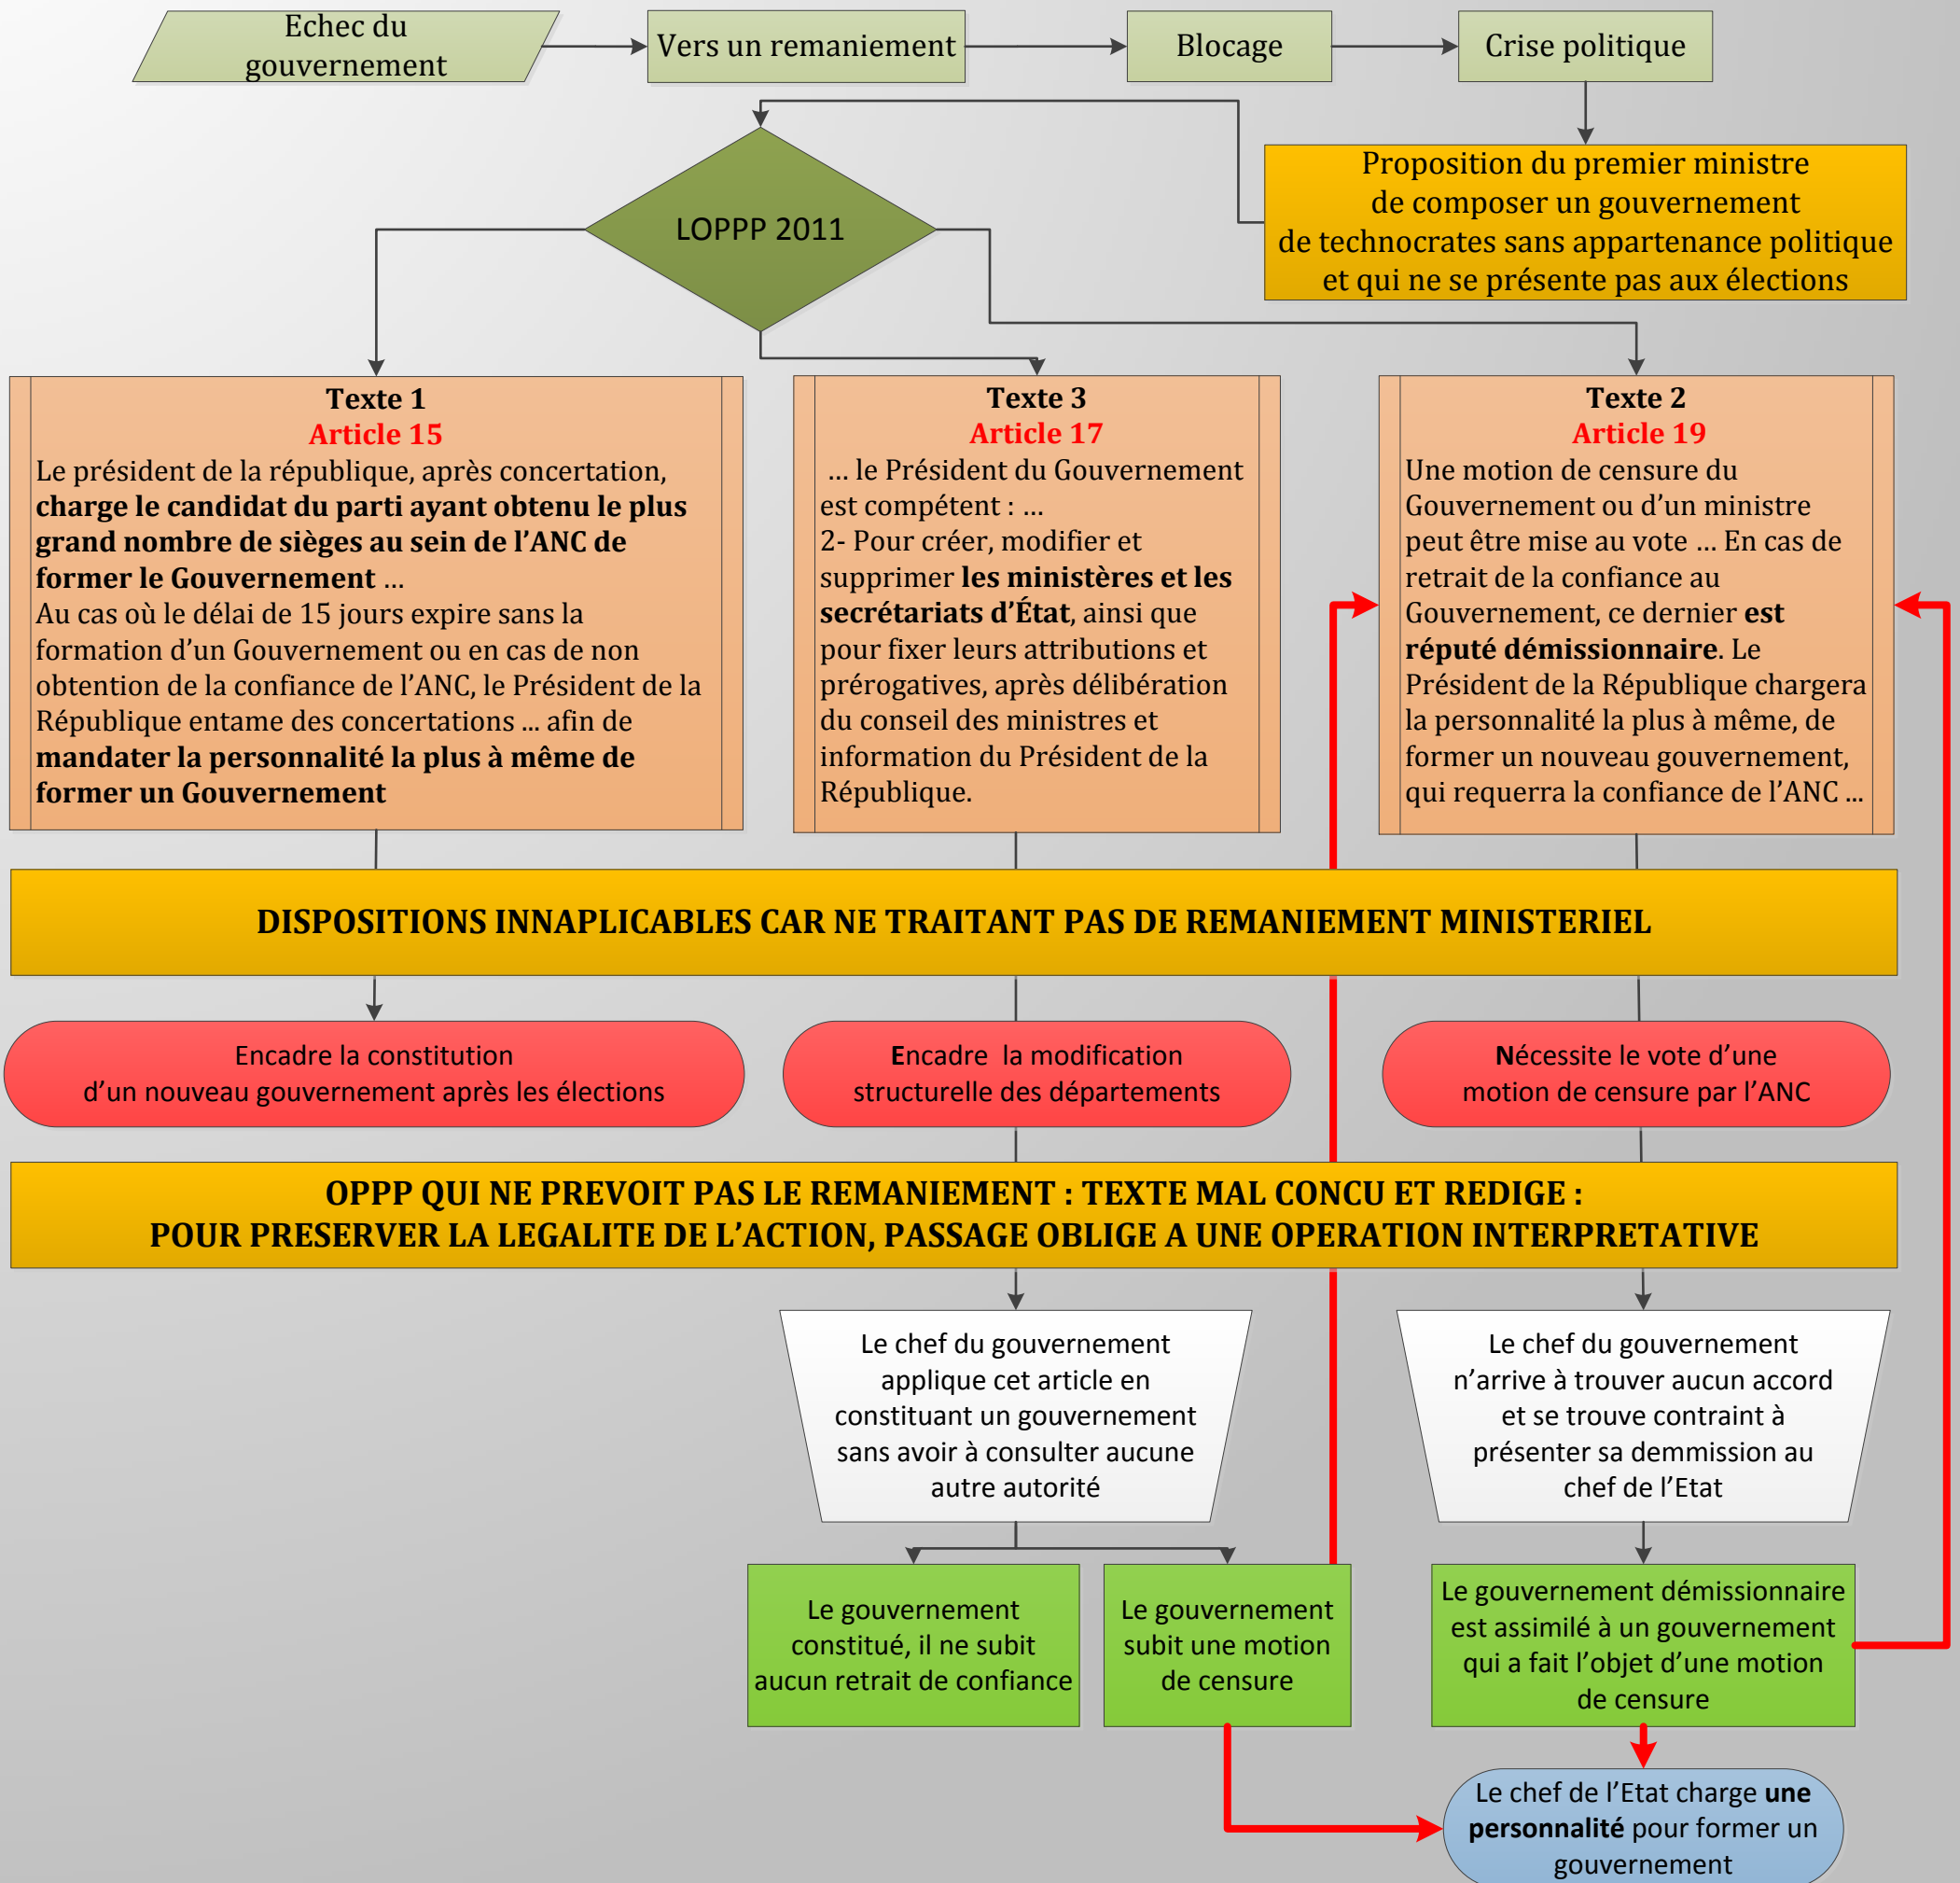 Echec du
gouvernement
Vers un remaniement
Blocage
Crise politique
Proposition du premier ministre
de composer un gouvernement
de technocrates sans appartenance politique
et qui ne se présente pas aux élections
LOPPP 2011
Texte 1
Article 15
Le président de la république, après concertation,
charge le candidat du parti ayant obtenu le plus
grand nombre de sièges au sein de l’ANC de
former le Gouvernement ...
Au cas où le délai de 15 jours expire sans la
formation d’un Gouvernement ou en cas de non
obtention de la confiance de l’ANC, le Président de la
République entame des concertations ... afin de
mandater la personnalité la plus à même de
former un Gouvernement
Texte 3
Article 17
... le Président du Gouvernement
est compétent : ...
2- Pour créer, modifier et
supprimer les ministères et les
secrétariats d’État, ainsi que
pour fixer leurs attributions et
prérogatives, après délibération
du conseil des ministres et
information du Président de la
République.
Texte 2
Article 19
Une motion de censure du
Gouvernement ou d’un ministre
peut être mise au vote ... En cas de
retrait de la confiance au
Gouvernement, ce dernier est
réputé démissionnaire. Le
Président de la République chargera
la personnalité la plus à même, de
former un nouveau gouvernement,
qui requerra la confiance de l’ANC ...
DISPOSITIONS INNAPLICABLES CAR NE TRAITANT PAS DE REMANIEMENT MINISTERIEL
Encadre la constitution
d’un nouveau gouvernement après les élections
Encadre la modification
structurelle des départements
Nécessite le vote d’une
motion de censure par l’ANC
OPPP QUI NE PREVOIT PAS LE REMANIEMENT : TEXTE MAL CONCU ET REDIGE :
POUR PRESERVER LA LEGALITE DE L’ACTION, PASSAGE OBLIGE A UNE OPERATION INTERPRETATIVE
Le chef du gouvernement
applique cet article en
constituant un gouvernement
sans avoir à consulter aucune
autre autorité
Le chef du gouvernement
n’arrive à trouver aucun accord
et se trouve contraint à
présenter sa demmission au
chef de l’Etat
Le gouvernement
constitué, il ne subit
aucun retrait de confiance
Le gouvernement
subit une motion
de censure
Le gouvernement démissionnaire
est assimilé à un gouvernement
qui a fait l’objet d’une motion
de censure
Le chef de l’Etat charge une
personnalité pour former un
gouvernement